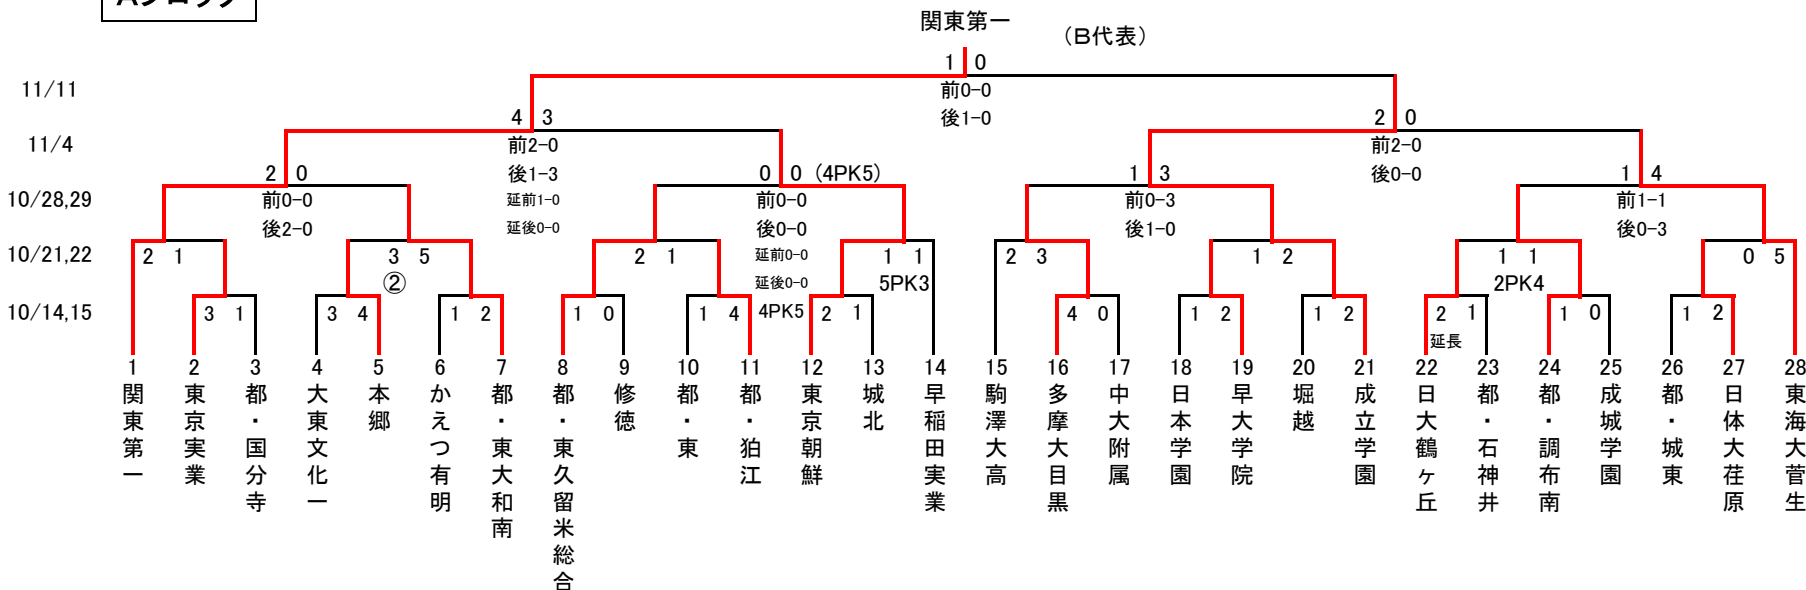 Aブロック
関東第一
（B代表）
1 0
11/11
前0-0
後1-0
4 3
2 0
11/4
前2-0
前2-0
後1-3
後0-0
延前1-0
延後0-0
2 0
0 0 (4PK5)
1 3
1 4
10/28,29
前0-0
前0-0
前0-3
前1-1
後2-0
後0-0
後1-0
後0-3
延前0-0
延後0-0
4PK5
10/21,22
2 1
3 5
②
2 1
1 1
5PK3
2 3
1 2
1 1
2PK4
0 5
10/14,15
3 1
3 4
1 2
1 0
1 4
2 1
4 0
1 2
1 2
2 1
延長
1 0
1 2
1 関東第一
2 東京実業
3 都・国分寺
4 大東文化一
5 本郷
6 かえつ有明
7 都・東大和南
8 都・東久留米総合
9 修徳
10 都・東
11 都・狛江
12 東京朝鮮
13 城北
14 早稲田実業
15 駒澤大高
16 多摩大目黒
17 中大附属
18 日本学園
19 早大学院
20 堀越
21 成立学園
22 日大鶴ヶ丘
23 都・石神井
24 都・調布南
25 成城学園
26 都・城東
27 日体大荏原
28 東海大菅生